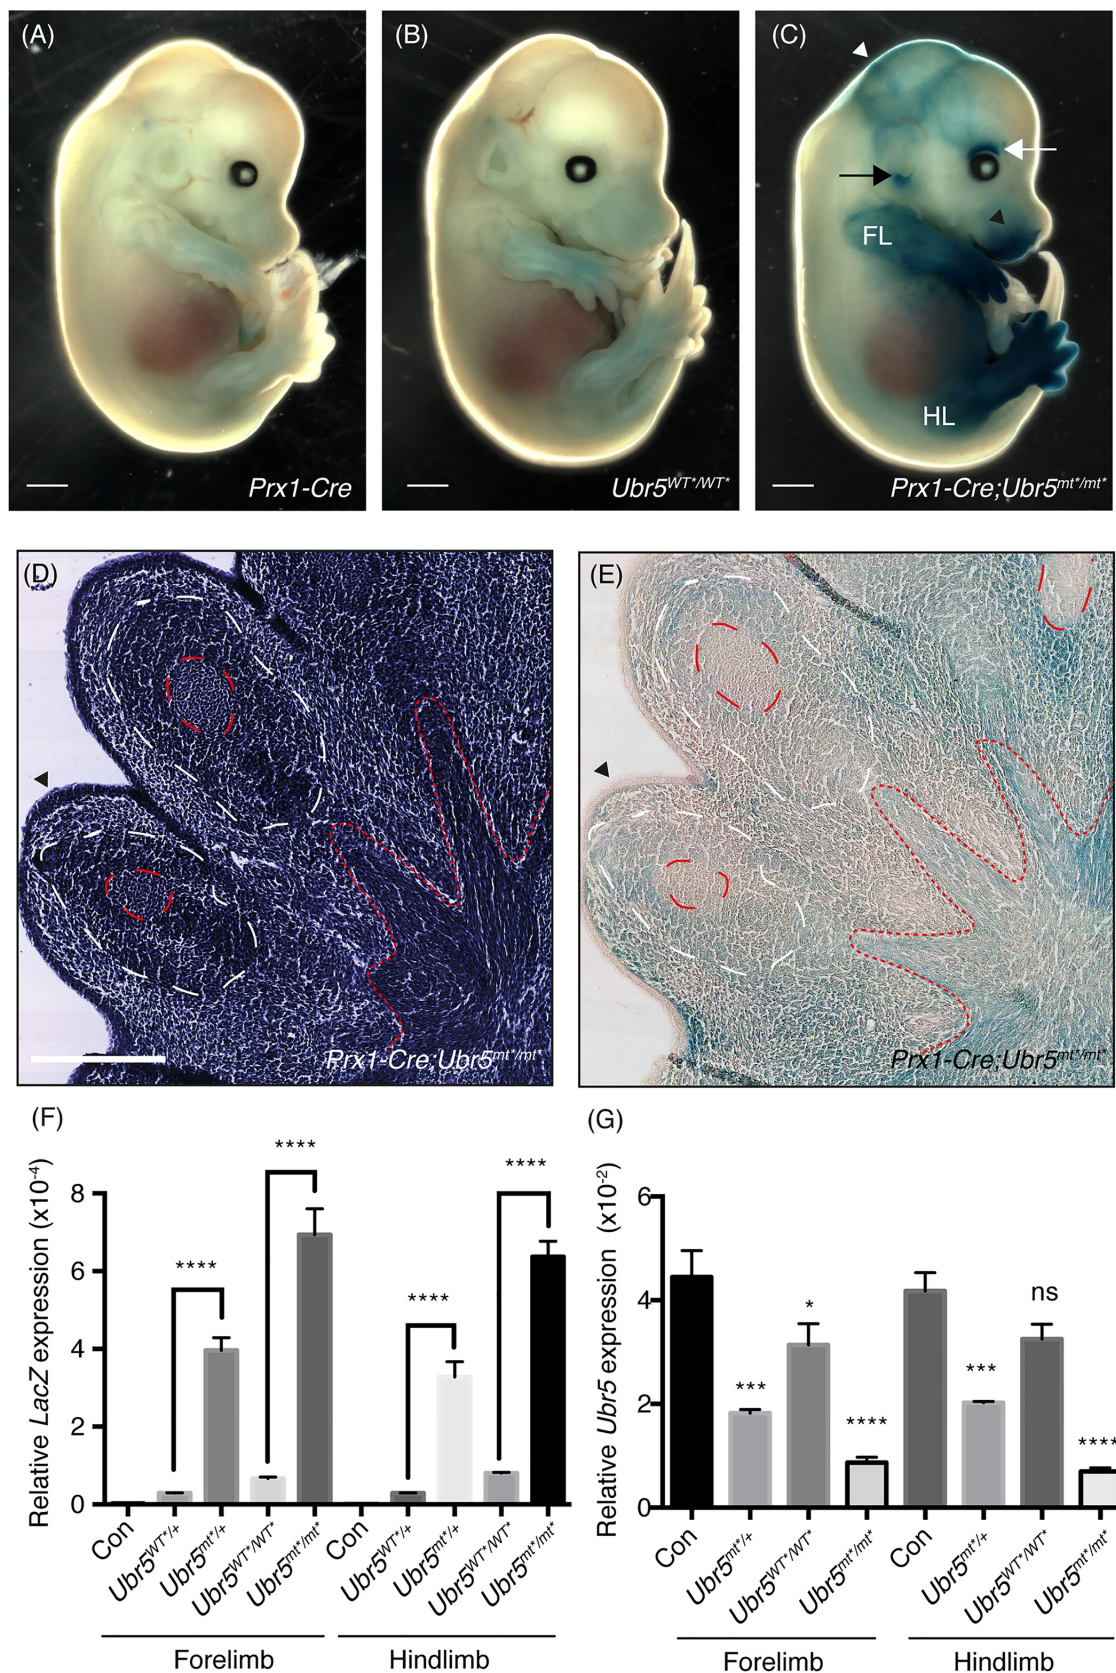 (A)
(B)
(C)
FL
HL
Prx1-Cre
Ubr5WT*/WT*
Prx1-Cre;Ubr5mt*/mt*
(D)
(E)
Prx1-Cre;Ubr5mt*/mt*
Prx1-Cre;Ubr5mt*/mt*
(F)
Relative LacZ expression (x10-4)
8
6
4
2
0
****
****
****
****
Con
Ubr5WT*/+
Ubr5mt*/+
Ubr5WT*/WT*
Ubr5mt*/mt*
Con
Ubr5WT*/+
Ubr5mt*/+
Ubr5WT*/WT*
Ubr5mt*/mt*
Forelimb
Hindlimb
(G)
Relative Ubr5 expression (x10-2)
6
4
2
0
***
*
****
***
ns
****
Con
Ubr5mt*/+
Ubr5WT*/WT*
Ubr5mt*/mt*
Con
Ubr5mt*/+
Ubr5WT*/WT*
Ubr5mt*/mt*
Forelimb
Hindlimb